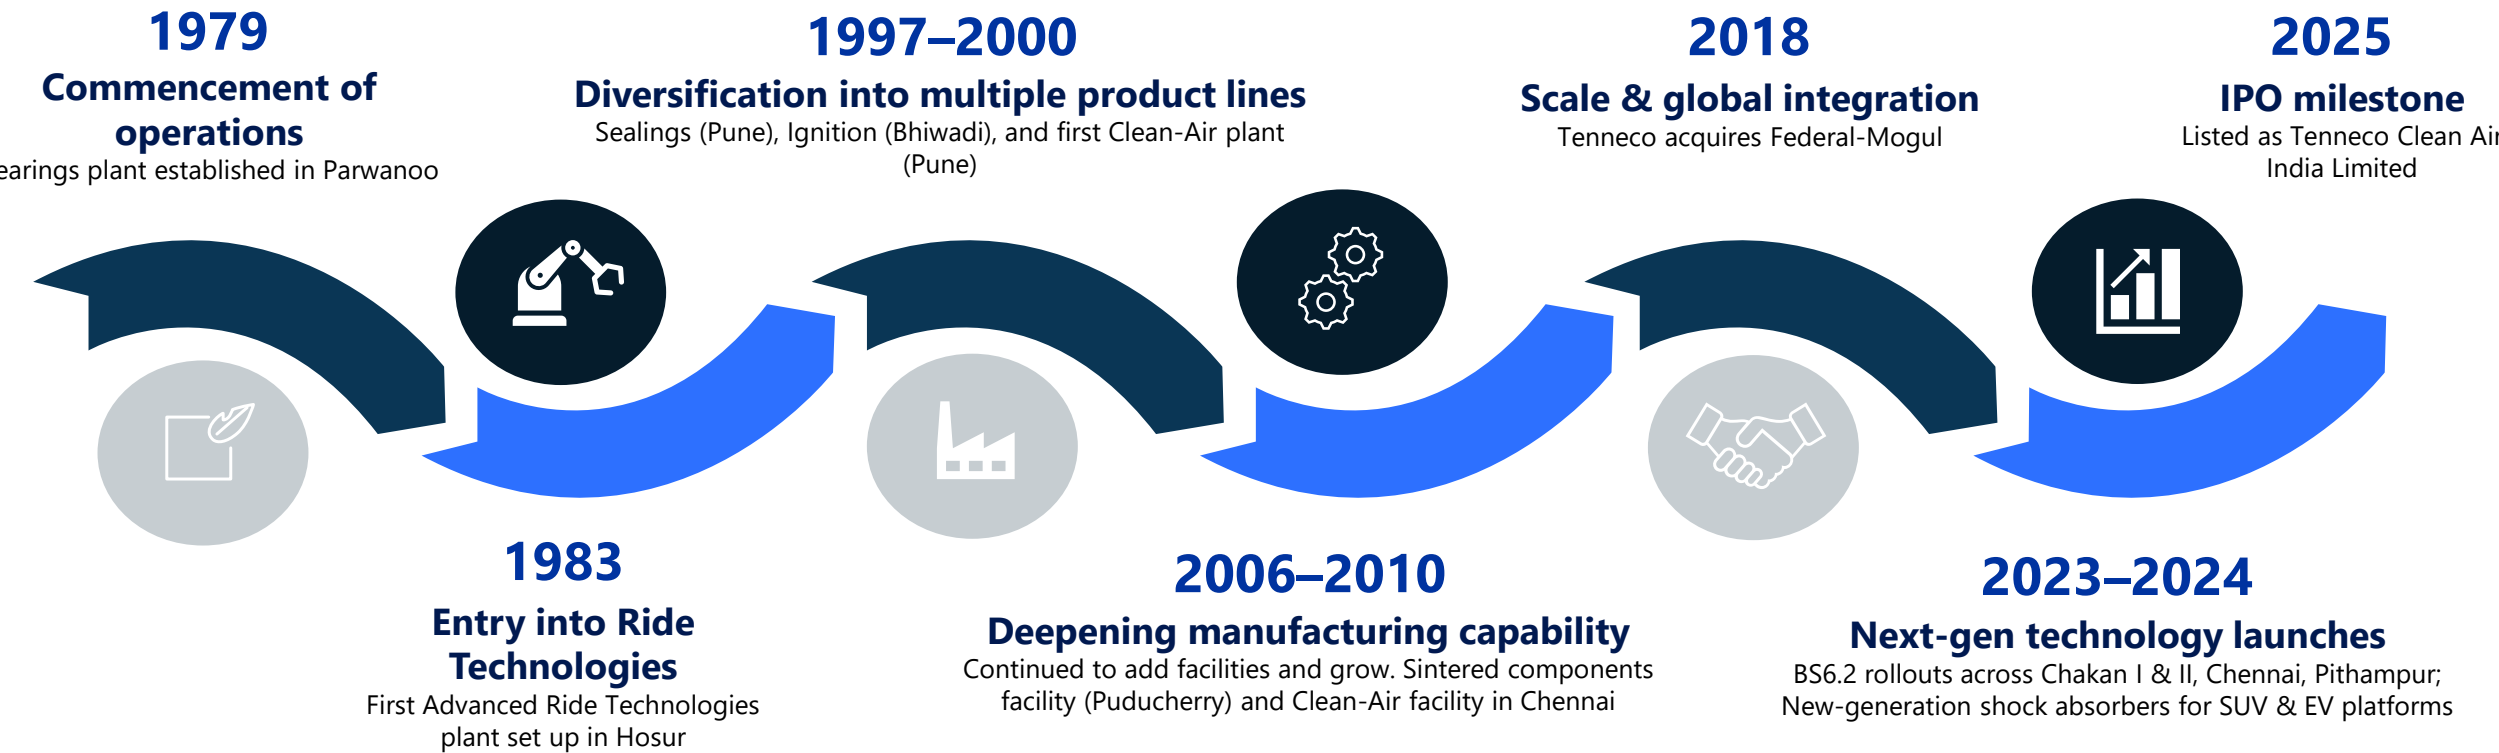 1979
Commencement of
operations
earings plant established in Parwanoo
1983
Entry into Ride
Technologies
First Advanced Ride Technologies
plant set up in Hosur
1997–2000
Diversification into multiple product lines
Sealings (Pune), Ignition (Bhiwadi), and first Clean-Air plant
(Pune)
2006–2010
Deepening manufacturing capability
Continued to add facilities and grow. Sintered components
facility (Puducherry) and Clean-Air facility in Chennai
2018
Scale & global integration
Tenneco acquires Federal-Mogul
2023–2024
Next-gen technology launches
BS6.2 rollouts across Chakan I & II, Chennai, Pithampur;
New-generation shock absorbers for SUV & EV platforms
2025
IPO milestone
Listed as Tenneco Clean Air
India Limited